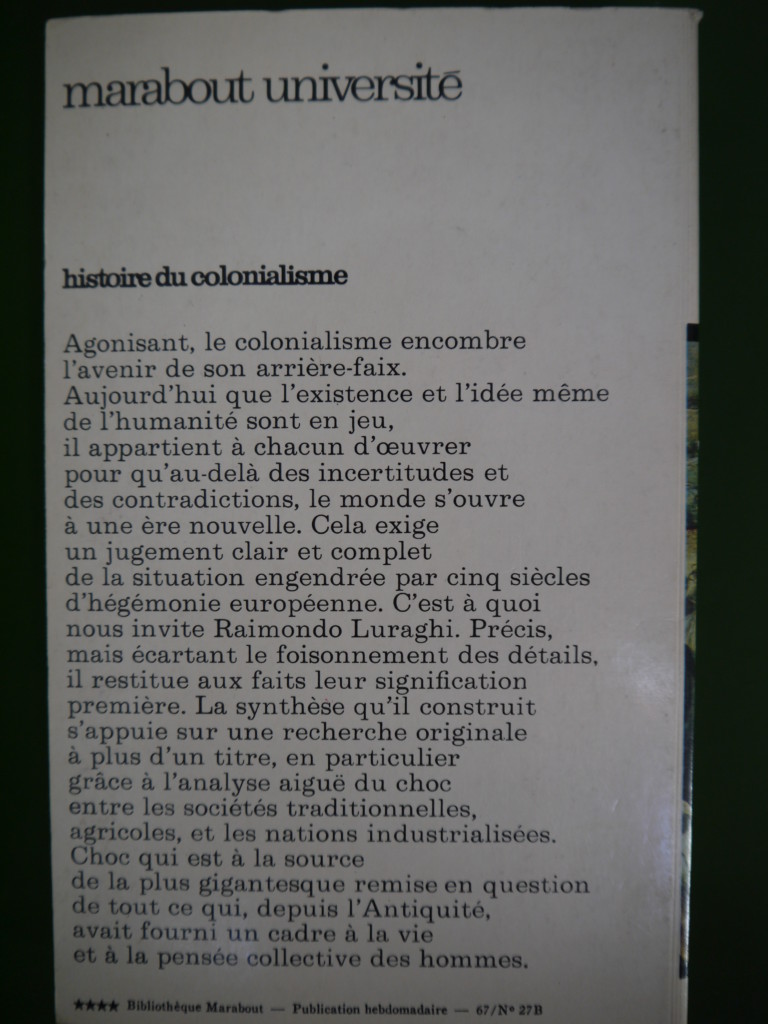 marabout université
histoire du colonialisme
Agonisant, le colonialisme encombre
l'avenir de son arrière-faix.
Aujourd'hui que l'existence et l'idée même
de l'humanité sont en jeu,
il appartient à chacun d'œuvrer
pour qu'au-delà des incertitudes et
des contradictions, le monde s'ouvre
à une ère nouvelle. Cela exige
un jugement clair et complet
de la situation engendrée par cinq siècles
d'hégémonie européenne. C'est à quoi
nous invite Raimondo Luraghi. Précis,
mais écartant le foisonnement des détails,
il restitue aux faits leur signification
première. La synthèse qu'il construit
s'appuie sur une recherche originale
à plus d'un titre, en particulier
grâce à l'analyse aiguë du choc
entre les sociétés traditionnelles,
agricoles, et les nations industrialisées.
Choc qui est à la source
de la plus gigantesque remise en question
de tout ce qui, depuis l'Antiquité,
avait fourni un cadre à la vie
et à la pensée collective des hommes.
★★★★ Bibliothèque Marabout — Publication hebdomadaire — 67/Nº 27B